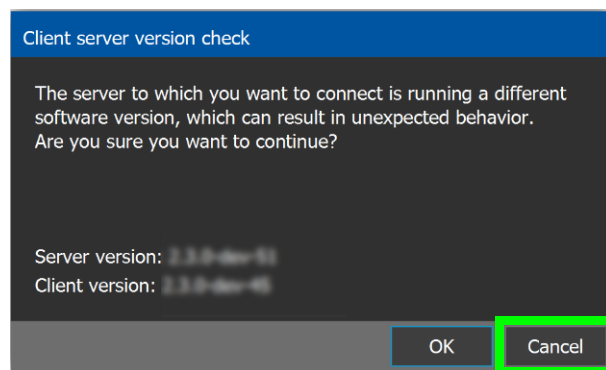 Client server version check
The server to which you want to connect is running a different
software version, which can result in unexpected behavior.
Are you sure you want to continue?
Server version:
Client version:
OK
Cancel